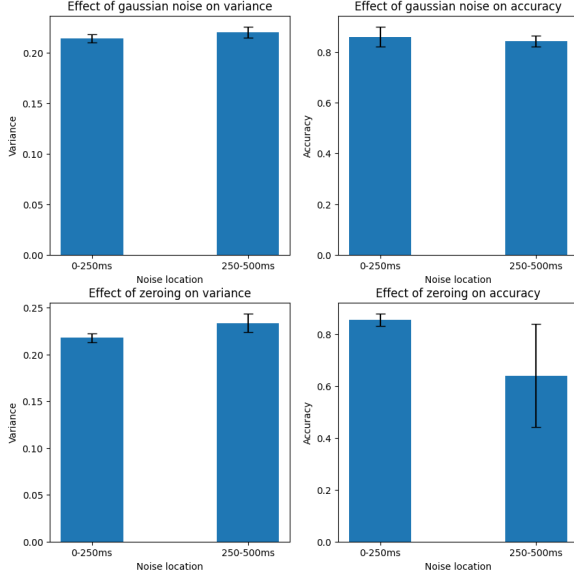 Effect of gaussian noise on variance
0.20
0.15
0.10
0.05
0.00
Variance
0-250ms
250-500ms
Noise location
Effect of gaussian noise on accuracy
0.8
0.6
0.4
0.2
0.0
Accuracy
0-250ms
250-500ms
Noise location
Effect of zeroing on variance
0.25
0.20
0.15
0.10
0.05
0.00
Variance
0-250ms
250-500ms
Noise location
Effect of zeroing on accuracy
0.8
0.6
0.4
0.2
0.0
Accuracy
0-250ms
250-500ms
Noise location